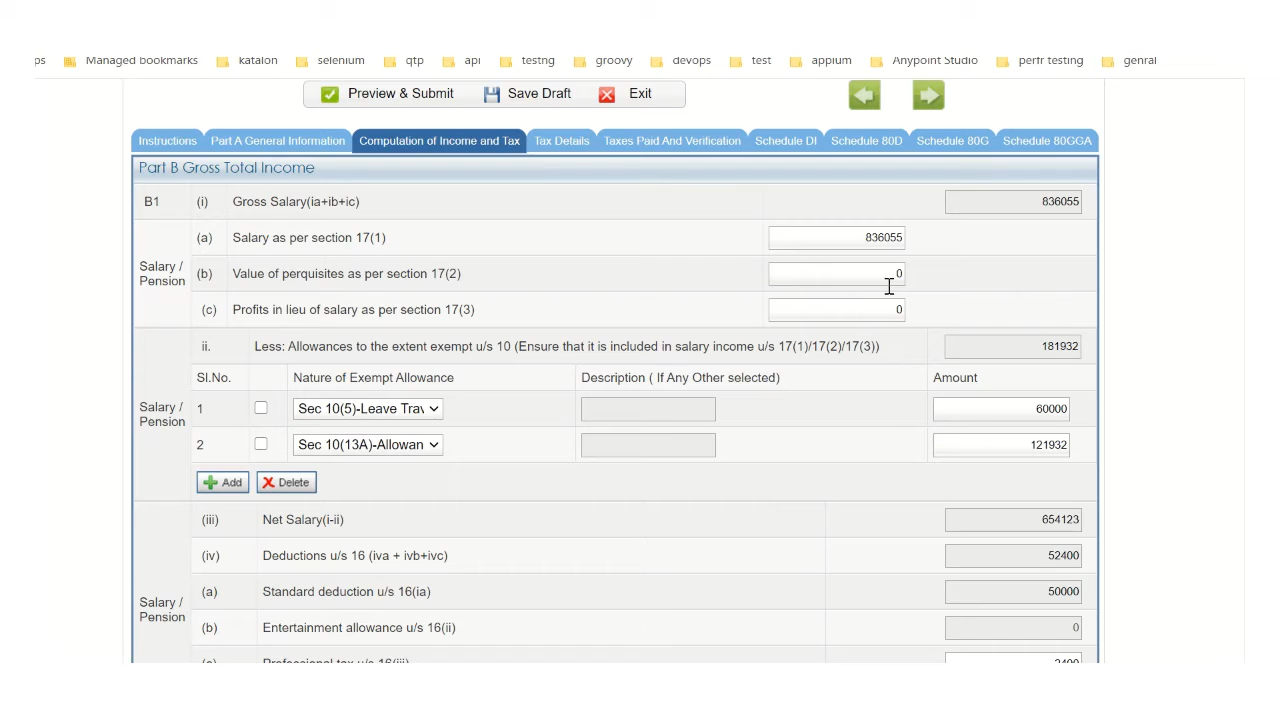 ps Managed bookmarks katalon selenium qtp api testng groovy devops test appium Anypoint Studio perfr testing genral
Preview & Submit Save Draft Exit
Instructions Part A General Information Computation of Income and Tax Tax Details Taxes Paid And Verification Schedule DI Schedule 80D Schedule 80G Schedule 80GGA
Part B Gross Total Income
B1 (i) Gross Salary(ia+ib+ic) 836055
(a) Salary as per section 17(1) 836055
Salary / Pension
(b) Value of perquisites as per section 17(2) 0
(c) Profits in lieu of salary as per section 17(3) 0
ii. Less: Allowances to the extent exempt u/s 10 (Ensure that it is included in salary income u/s 17(1)/17(2)/17(3)) 181932
Sl.No. Nature of Exempt Allowance Description ( If Any Other selected) Amount
Salary / Pension
1 Sec 10(5)-Leave Trav 60000
2 Sec 10(13A)-Allowan 121932
Add Delete
(iii) Net Salary(i-ii) 654123
(iv) Deductions u/s 16 (iva + ivb+ivc) 52400
(a) Standard deduction u/s 16(ia) 50000
Salary / Pension
(b) Entertainment allowance u/s 16(ii) 0
(c) Professional tax u/s 16(iii) 2400